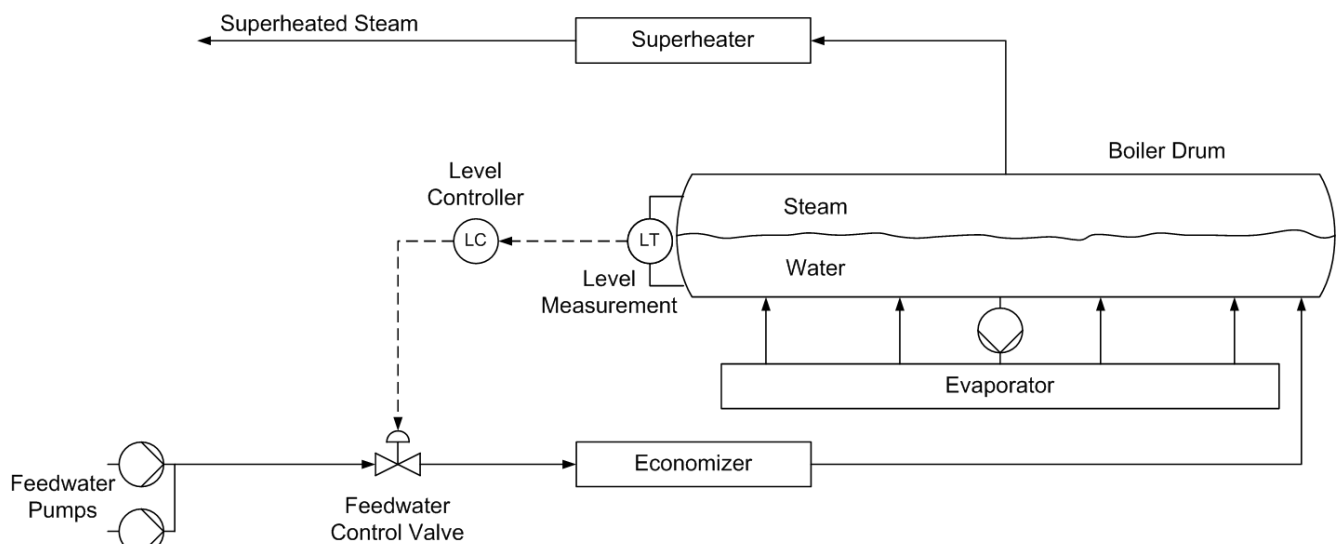 Superheated Steam
Superheater
Boiler Drum
Level
Controller
Steam
LC
LT
Water
Level
Measurement
Evaporator
Economizer
Feedwater
Pumps
Feedwater
Control Valve